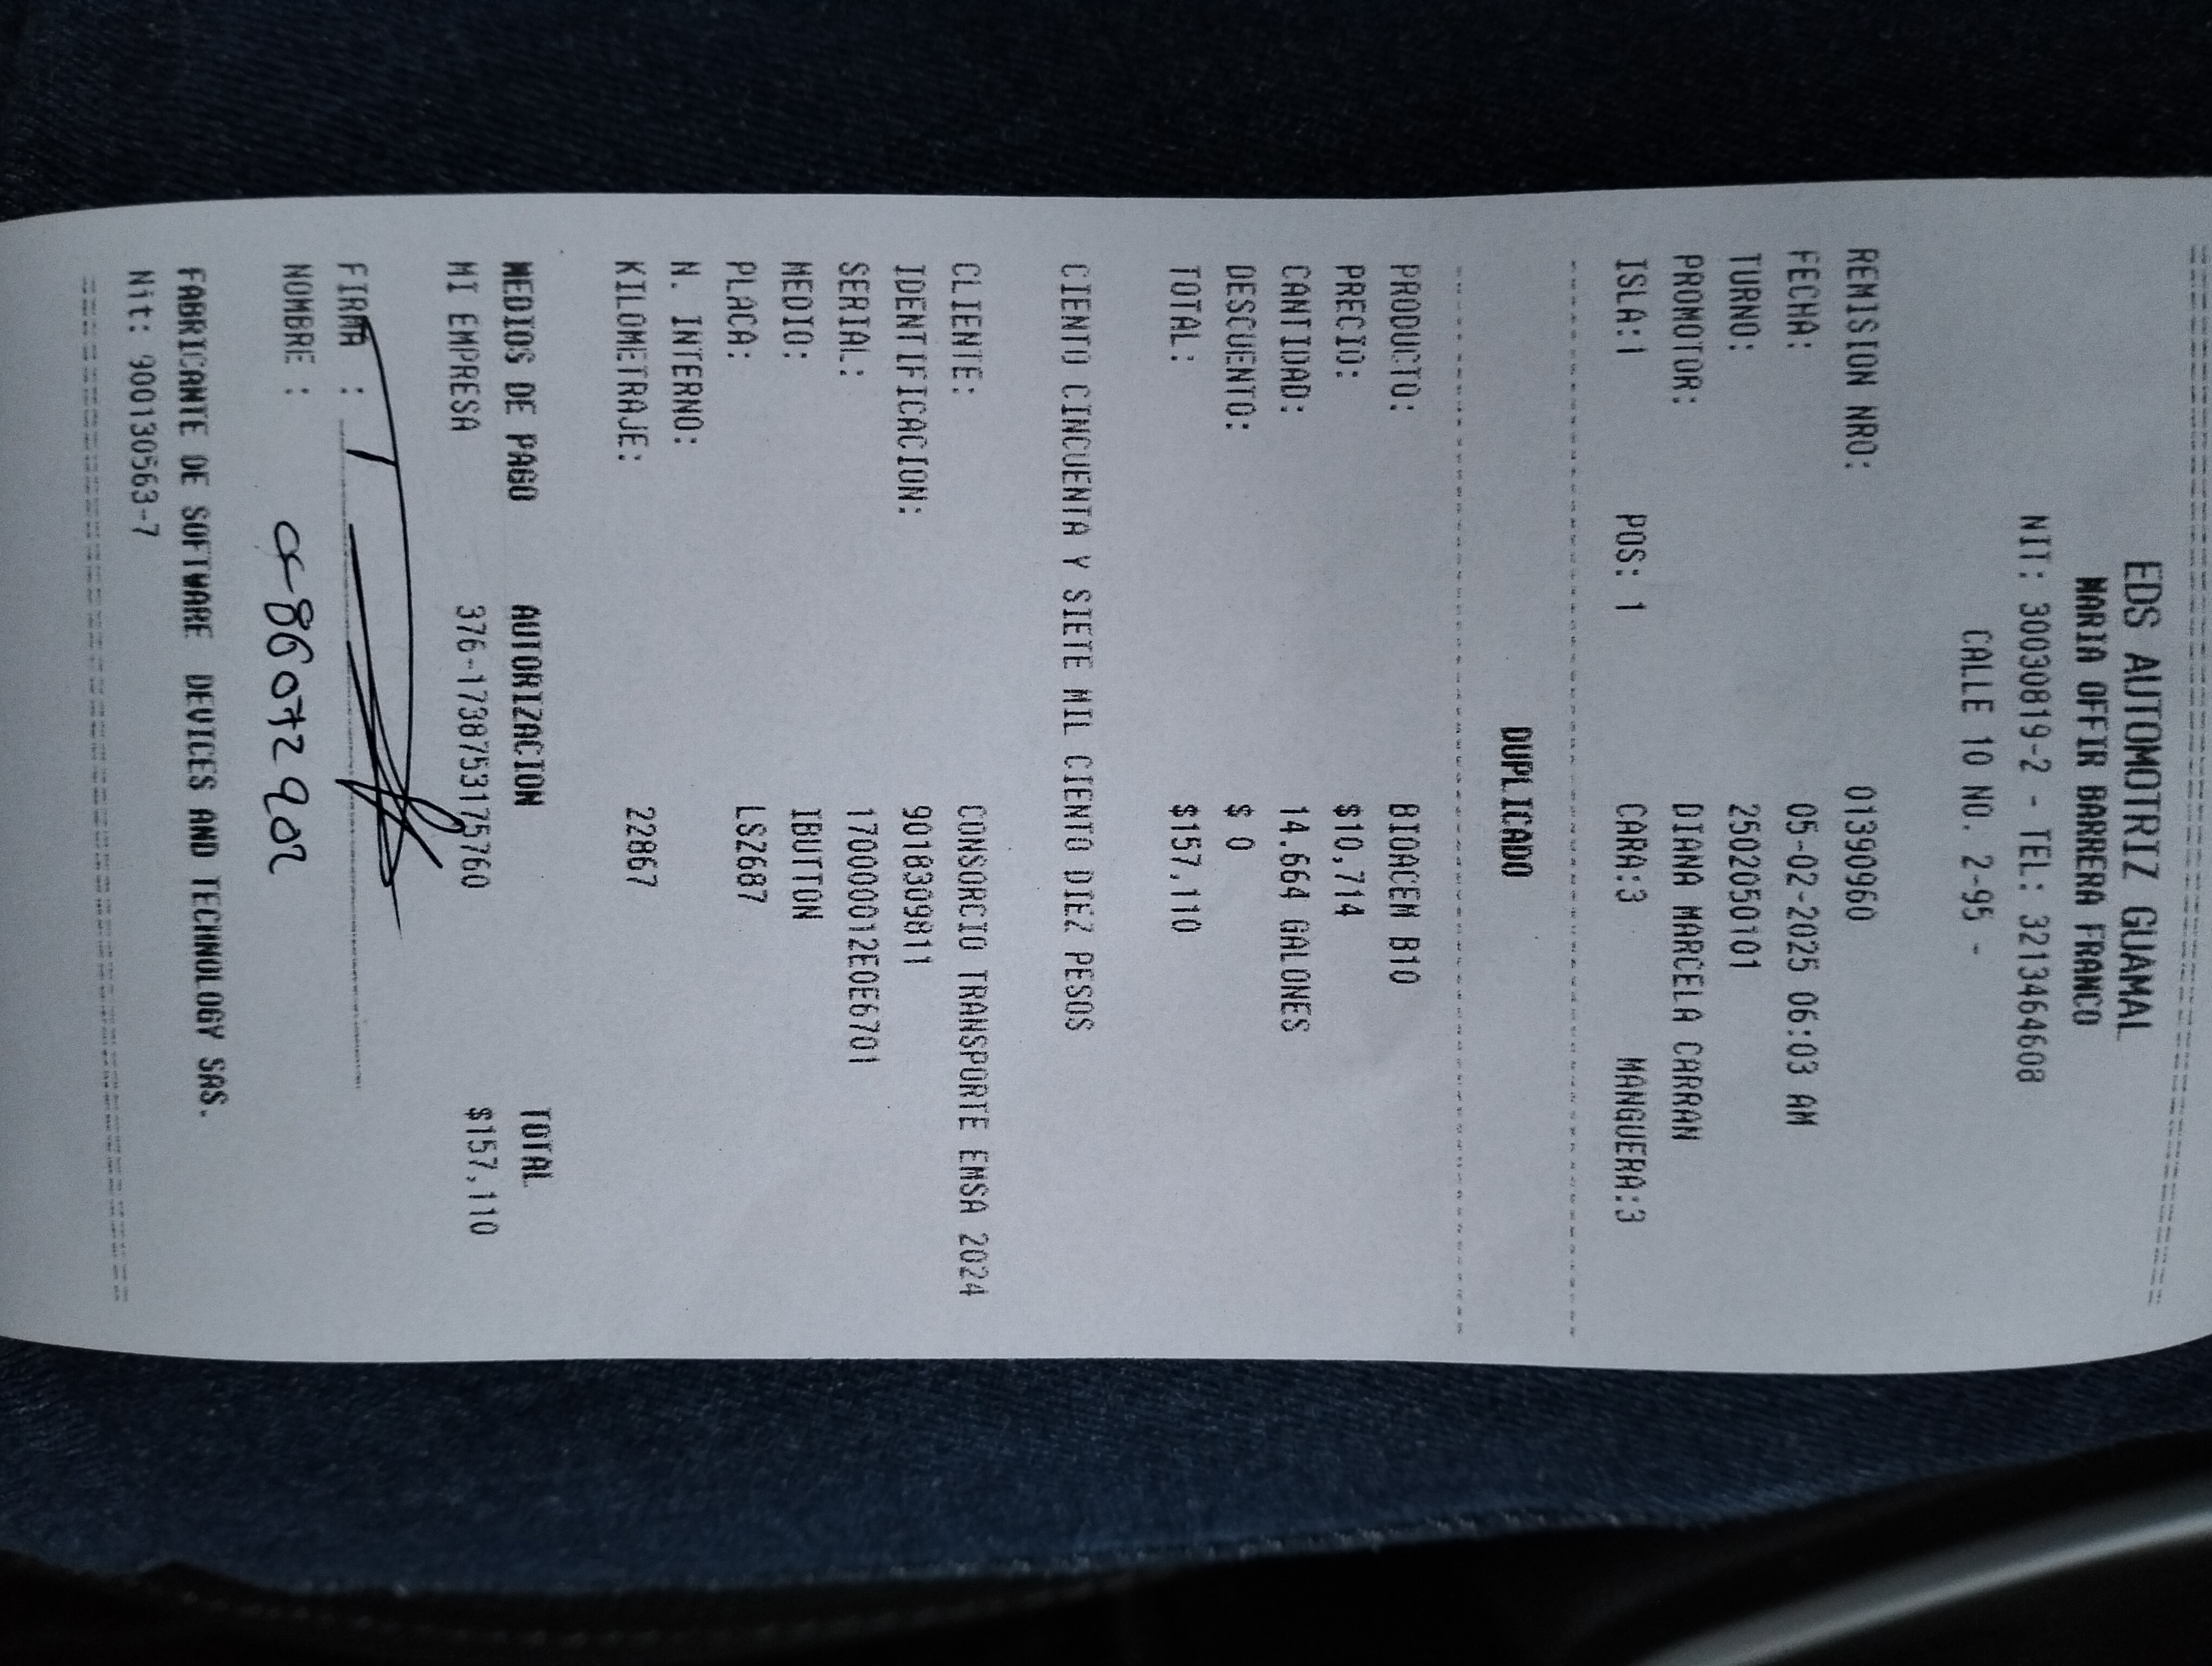 EDS AUTOMOTRIZ GUAMAL
MARIA OFFIR BARRERA FRANCO
NIT: 30030819-2 - TEL: 3213464608
CALLE 10 NO. 2-95 -
REMISION NRO: 01390960
FECHA: 05-02-2025 06:03 AM
TURNO: 2502050101
PROMOTOR: DIANA MARCELA CARRAN
ISLA:1 POS: 1 CARA:3 MANGUERA:3
DUPLICADO
PRODUCTO: BIOACEM B10
PRECIO: $10,714
CANTIDAD: 14.664 GALONES
DESCUENTO: $ 0
TOTAL: $157,110
CIENTO CINCUENTA Y SIETE MIL CIENTO DIEZ PESOS
CLIENTE: CONSORCIO TRANSPORTE EMSA 2024
IDENTIFICACION: 9018309811
SERIAL: 170000012E0E6701
MEDIO: IBUTTON
PLACA: LSZ687
N. INTERNO:
KILOMETRAJE: 22867
MEDIOS DE PAGO AUTORIZACION TOTAL
MI EMPRESA 376-1738753175760 $157,110
FIRMA :
NOMBRE : 86072902
FABRICANTE DE SOFTWARE DEVICES AND TECHNOLOGY SAS.
Nit: 900130563-7